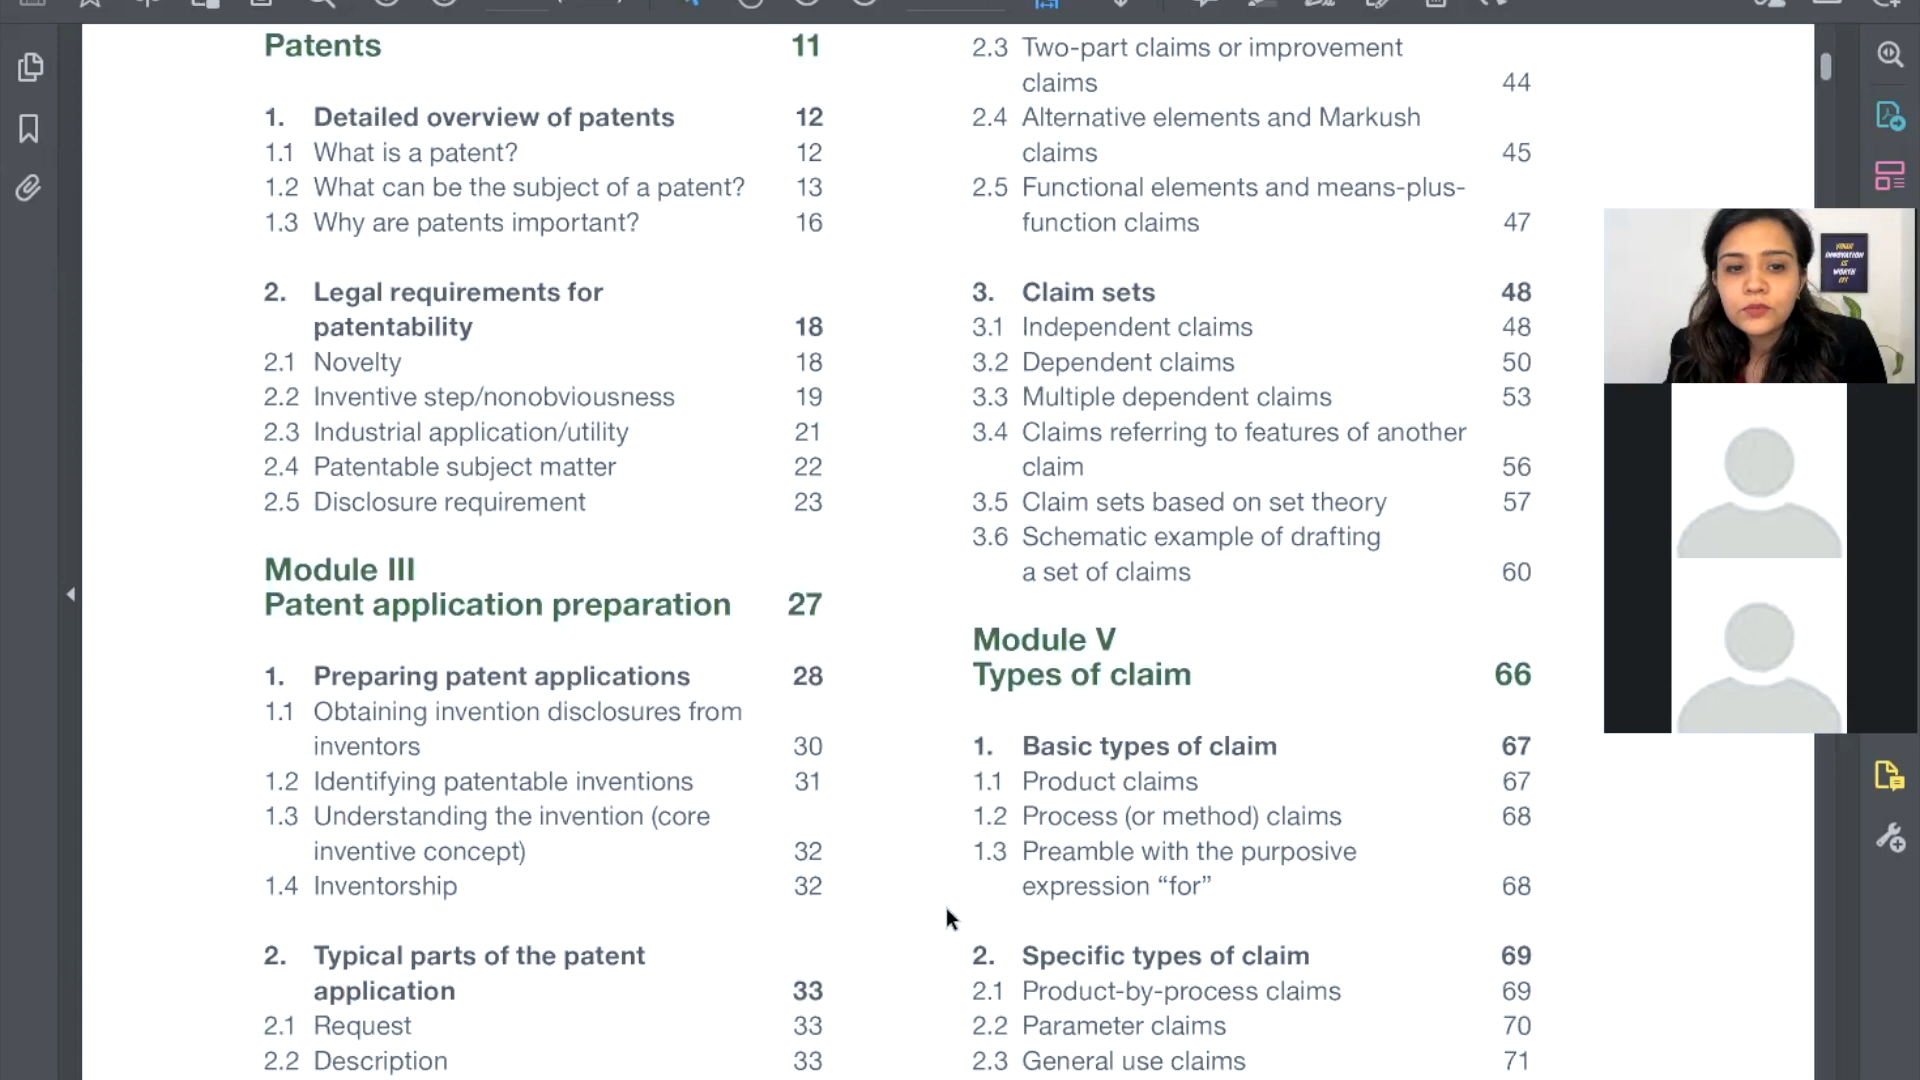 Patents 11
1. Detailed overview of patents 12
1.1 What is a patent? 12
1.2 What can be the subject of a patent? 13
1.3 Why are patents important? 16
2. Legal requirements for
patentability 18
2.1 Novelty 18
2.2 Inventive step/nonobviousness 19
2.3 Industrial application/utility 21
2.4 Patentable subject matter 22
2.5 Disclosure requirement 23
Module III
Patent application preparation 27
1. Preparing patent applications 28
1.1 Obtaining invention disclosures from
inventors 30
1.2 Identifying patentable inventions 31
1.3 Understanding the invention (core
inventive concept) 32
1.4 Inventorship 32
2. Typical parts of the patent
application 33
2.1 Request 33
2.2 Description 33
2.3 Two-part claims or improvement
claims 44
2.4 Alternative elements and Markush
claims 45
2.5 Functional elements and means-plus-
function claims 47
3. Claim sets 48
3.1 Independent claims 48
3.2 Dependent claims 50
3.3 Multiple dependent claims 53
3.4 Claims referring to features of another
claim 56
3.5 Claim sets based on set theory 57
3.6 Schematic example of drafting
a set of claims 60
Module V
Types of claim 66
1. Basic types of claim 67
1.1 Product claims 67
1.2 Process (or method) claims 68
1.3 Preamble with the purposive
expression “for” 68
2. Specific types of claim 69
2.1 Product-by-process claims 69
2.2 Parameter claims 70
2.3 General use claims 71
YOUR
INNOVATION
IS
WORTH
IT!